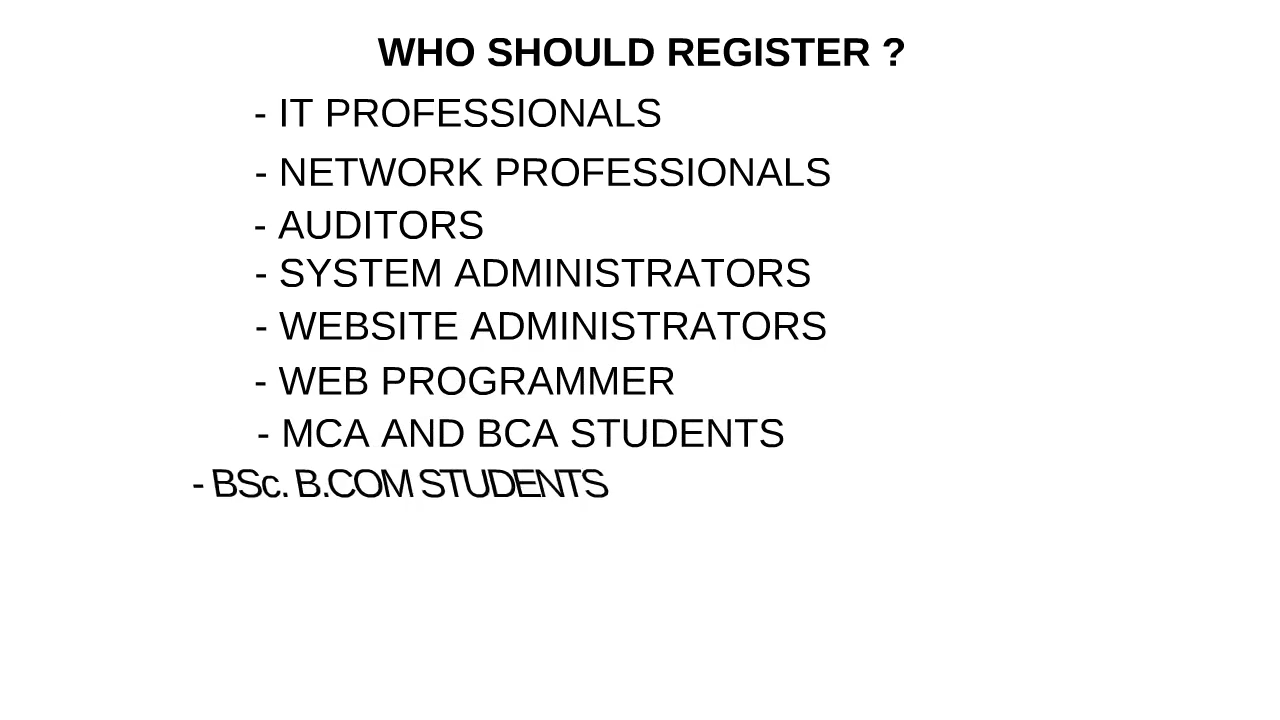 WHO SHOULD REGISTER ?
- IT PROFESSIONALS
- NETWORK PROFESSIONALS
- AUDITORS
- SYSTEM ADMINISTRATORS
- WEBSITE ADMINISTRATORS
- WEB PROGRAMMER
- MCA AND BCA STUDENTS
- BSc. B.COM STUDENTS